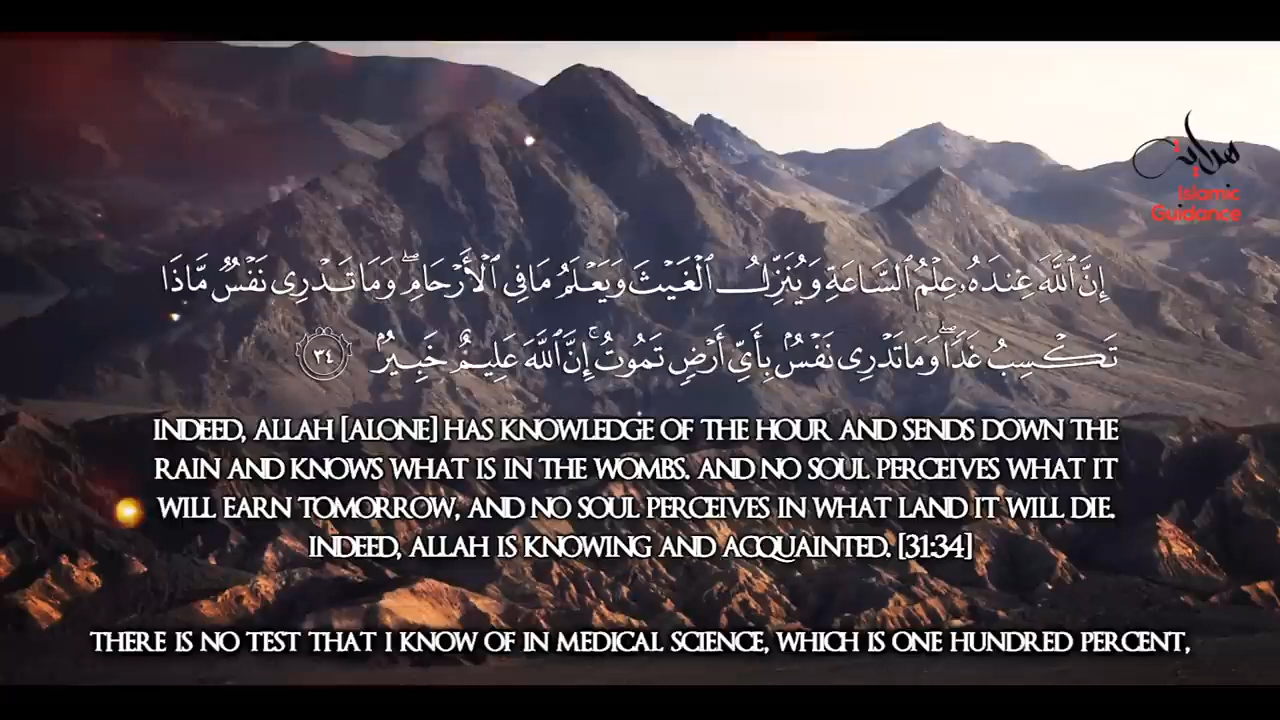 هداية
Islamic
Guidance
إِنَّ ٱللَّهَ عِندَهُۥ عِلْمُ ٱلسَّاعَةِ وَيُنَزِّلُ ٱلْغَيْثَ وَيَعْلَمُ مَا فِى ٱلْأَرْحَامِ ۖ وَمَا تَدْرِى نَفْسٌ مَّاذَا
تَكْسِبُ غَدًا ۖ وَمَا تَدْرِى نَفْسٌۢ بِأَىِّ أَرْضٍ تَمُوتُ ۚ إِنَّ ٱللَّهَ عَلِيمٌ خَبِيرٌۢ ٣٤
INDEED, ALLAH [ALONE] HAS KNOWLEDGE OF THE HOUR AND SENDS DOWN THE
RAIN AND KNOWS WHAT IS IN THE WOMBS. AND NO SOUL PERCEIVES WHAT IT
WILL EARN TOMORROW, AND NO SOUL PERCEIVES IN WHAT LAND IT WILL DIE.
INDEED, ALLAH IS KNOWING AND ACQUAINTED. [31:34]
THERE IS NO TEST THAT I KNOW OF IN MEDICAL SCIENCE, WHICH IS ONE HUNDRED PERCENT,